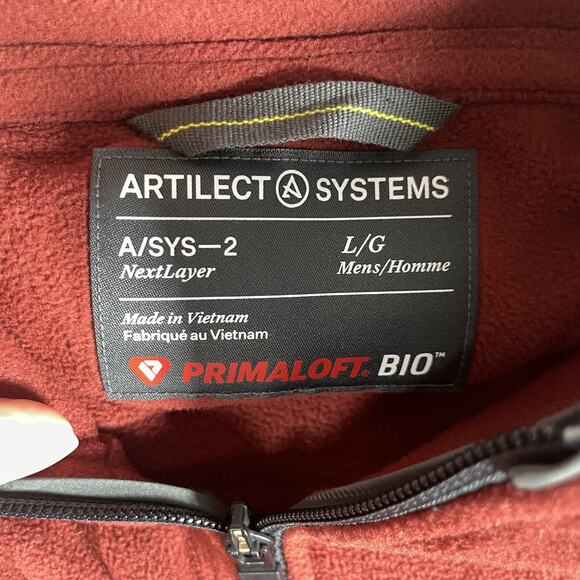 ARTILECT SYSTEMS
A/SYS—2 L/G
NextLayer Mens/Homme
Made in Vietnam
Fabriqué au Vietnam
PRIMALOFT® BIO™